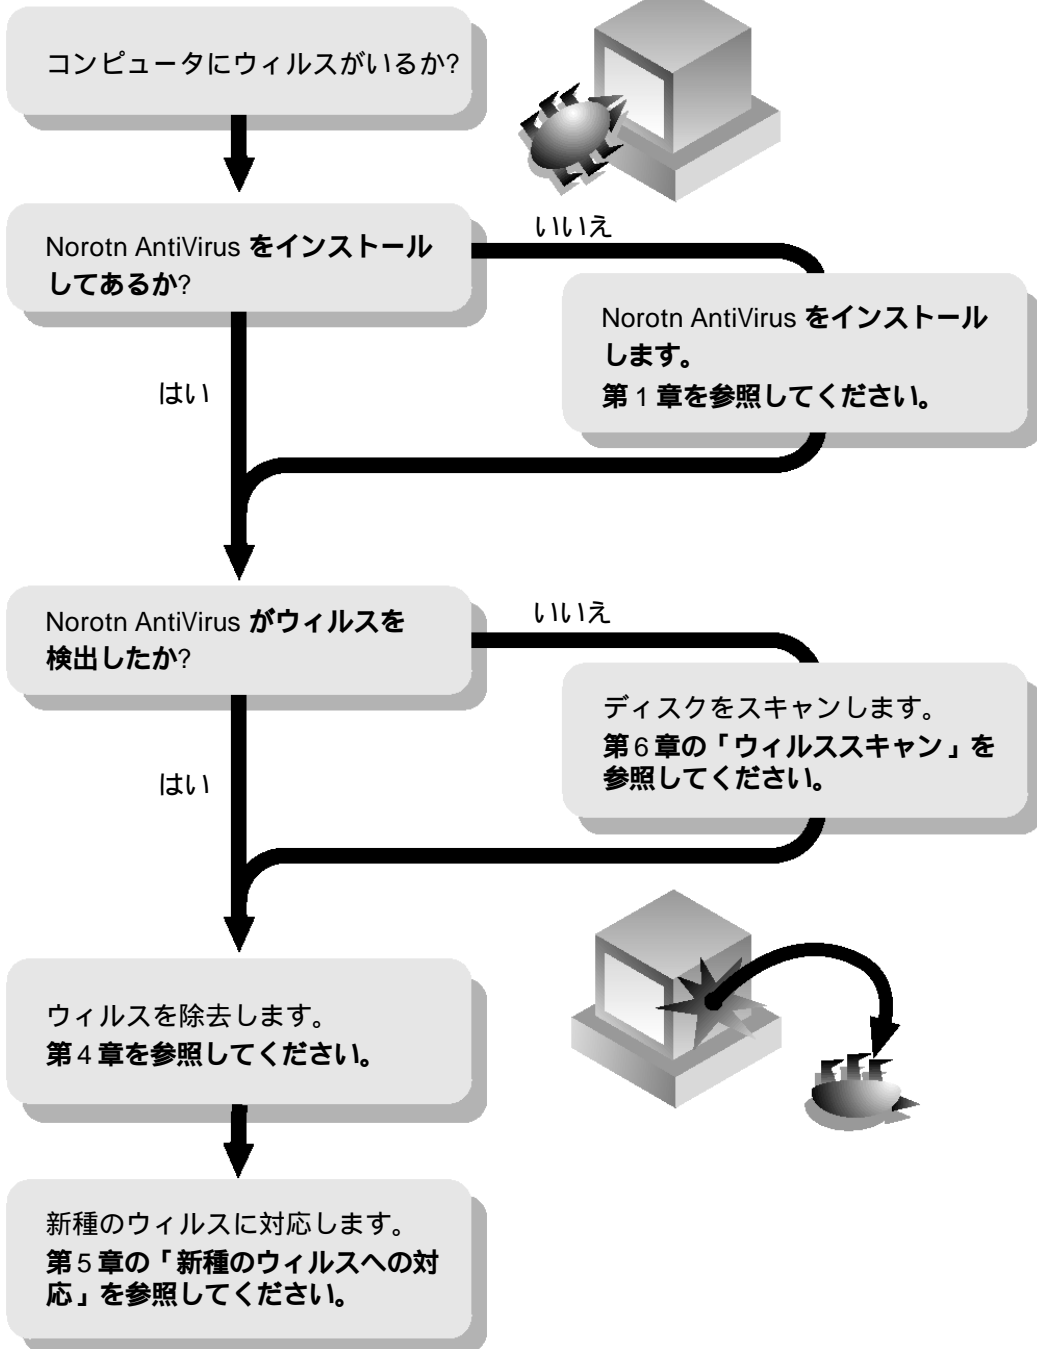 コンピュータにウィルスがいるか?
Norotn AntiVirus をインストール
してあるか?
いいえ
Norotn AntiVirus をインストール
します。
第 1 章を参照してください。
はい
Norotn AntiVirus がウィルスを
検出したか?
いいえ
ディスクをスキャンします。
第 6 章の「ウィルススキャン」を
参照してください。
はい
ウィルスを除去します。
第 4 章を参照してください。
新種のウィルスに対応します。
第 5 章の「新種のウィルスへの対
応」を参照してください。